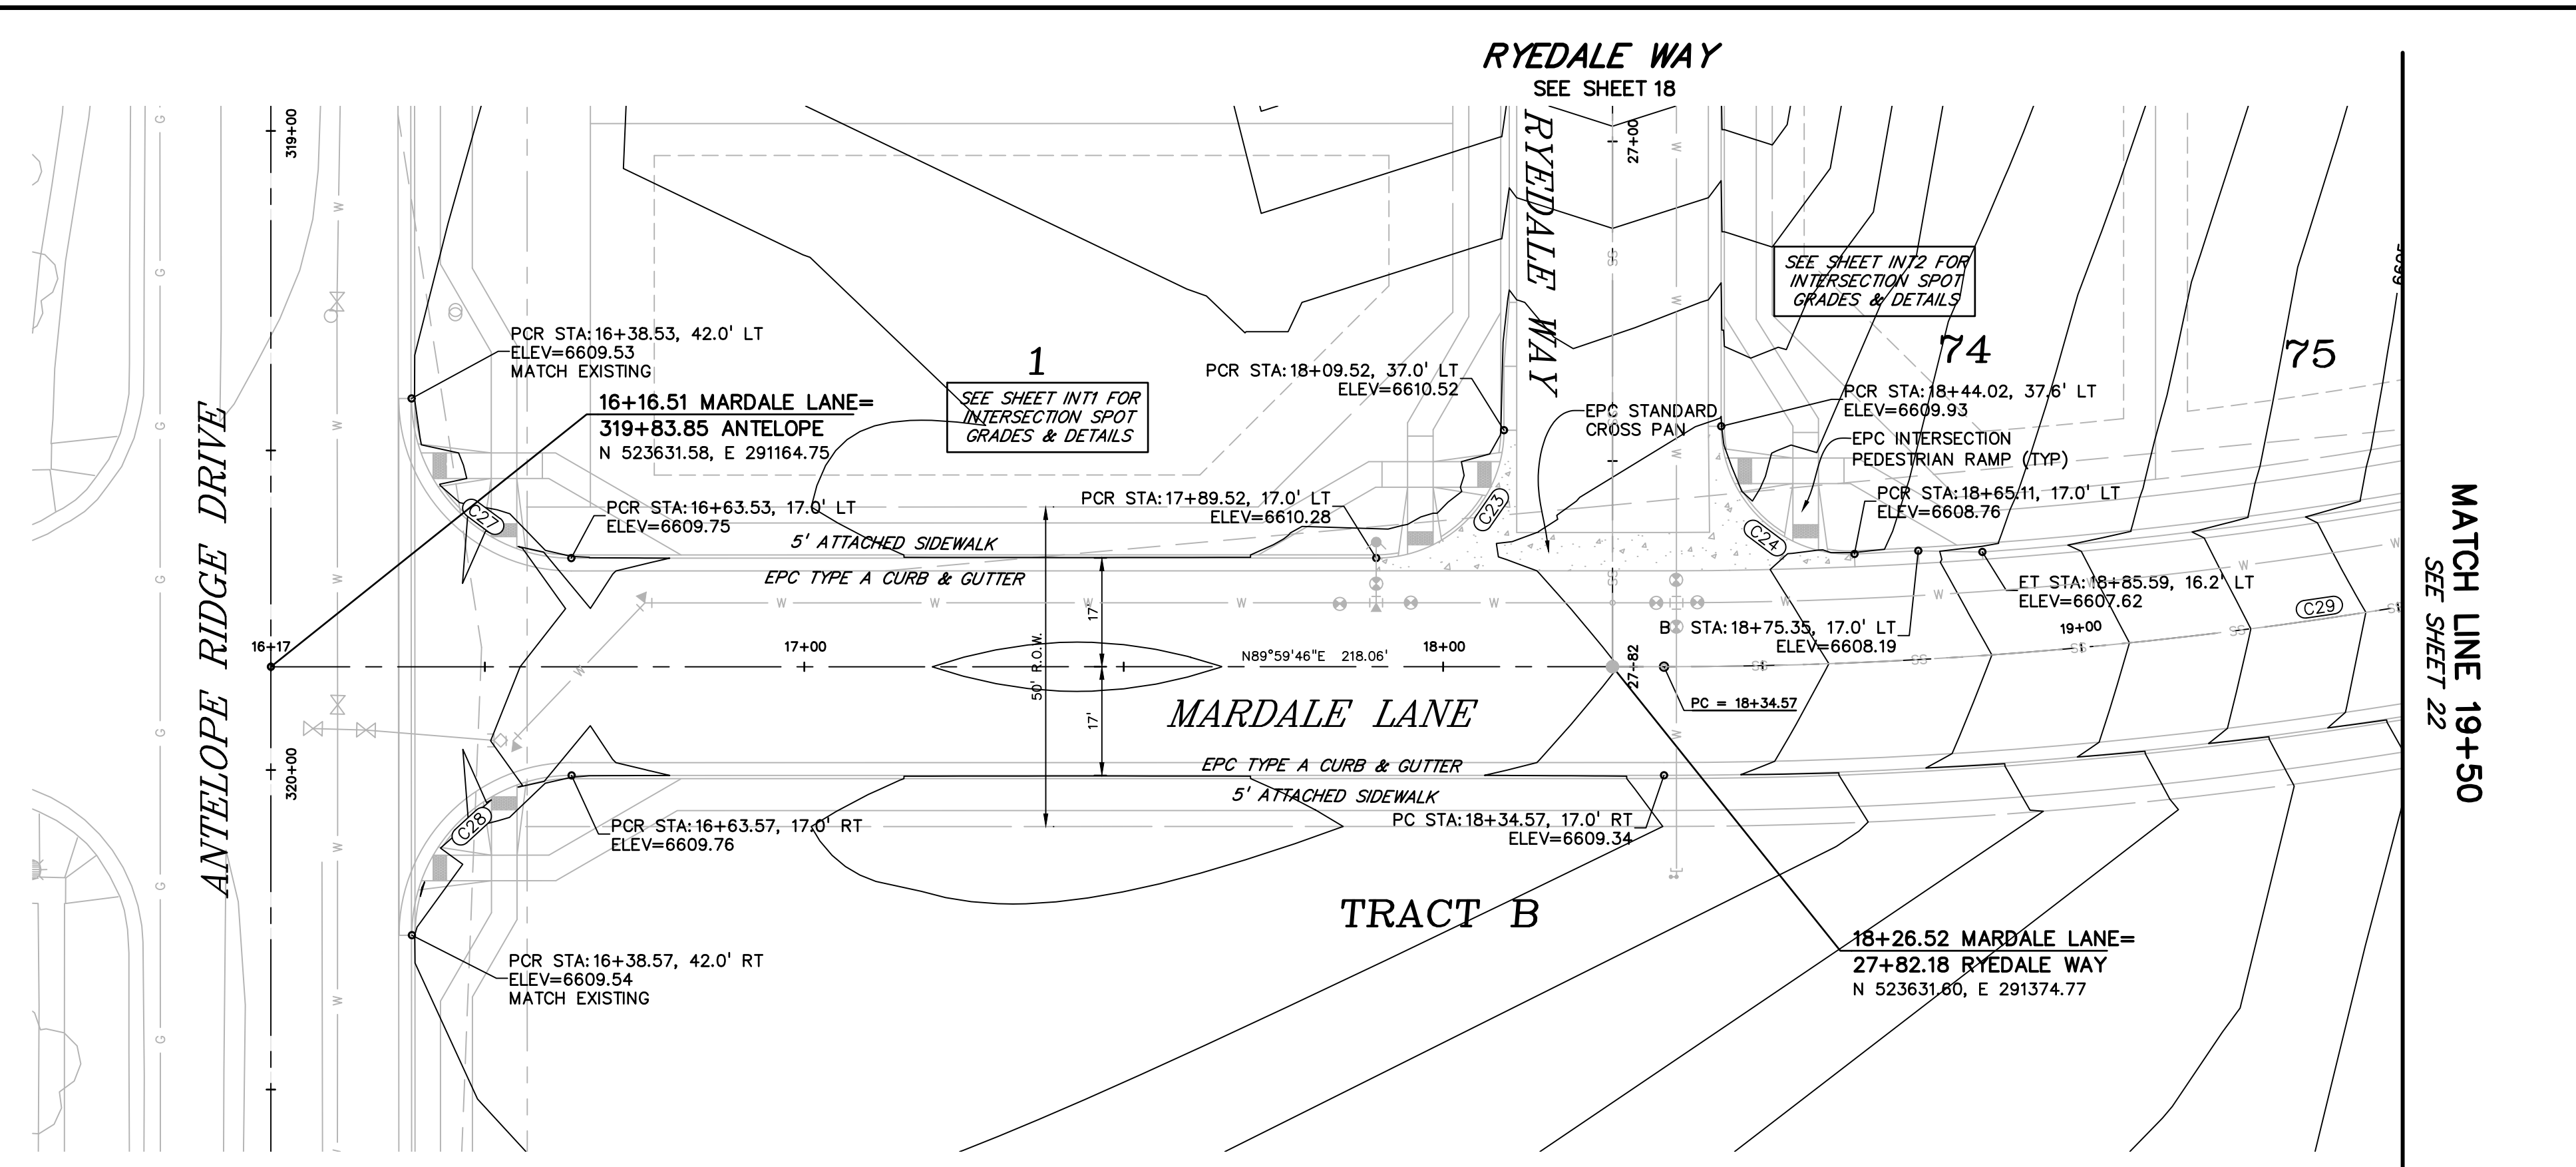 RYEDALE WAY
SEE SHEET 18
319+00
27+00
RYEDALE WAY
SEE SHEET INT2 FOR
INTERSECTION SPOT
GRADES & DETAILS
PCR STA:16+38.53, 42.0' LT
ELEV=6609.53
MATCH EXISTING
1
SEE SHEET INT1 FOR
INTERSECTION SPOT
GRADES & DETAILS
74
75
PCR STA:18+09.52, 37.0' LT
ELEV=6610.52
PCR STA:18+44.02, 37.6' LT
ELEV=6609.93
16+16.51 MARDALE LANE=
319+83.85 ANTELOPE
N 523631.58, E 291164.75
EPC STANDARD
CROSS PAN
EPC INTERSECTION
PEDESTRIAN RAMP (TYP)
ANTELOPE RIDGE DRIVE
C27
PCR STA:16+63.53, 17.0' LT
ELEV=6609.75
PCR STA:17+89.52, 17.0' LT
ELEV=6610.28
C23
C24
PCR STA:18+65.11, 17.0' LT
ELEV=6608.76
5' ATTACHED SIDEWALK
EPC TYPE A CURB & GUTTER
ET STA:18+85.59, 16.2' LT
ELEV=6607.62
C29
STA:18+75.35, 17.0' LT
ELEV=6608.19
19+00
16+17
17+00
17'
50' R.O.W.
N89°59'46"E 218.06'
18+00
27+82
PC = 18+34.57
17'
MARDALE LANE
MATCH LINE 19+50
SEE SHEET 22
320+00
EPC TYPE A CURB & GUTTER
5' ATTACHED SIDEWALK
C28
PCR STA:16+63.57, 17.0' RT
ELEV=6609.76
PC STA:18+34.57, 17.0' RT
ELEV=6609.34
TRACT B
PCR STA:16+38.57, 42.0' RT
ELEV=6609.54
MATCH EXISTING
18+26.52 MARDALE LANE=
27+82.18 RYEDALE WAY
N 523631.60, E 291374.77